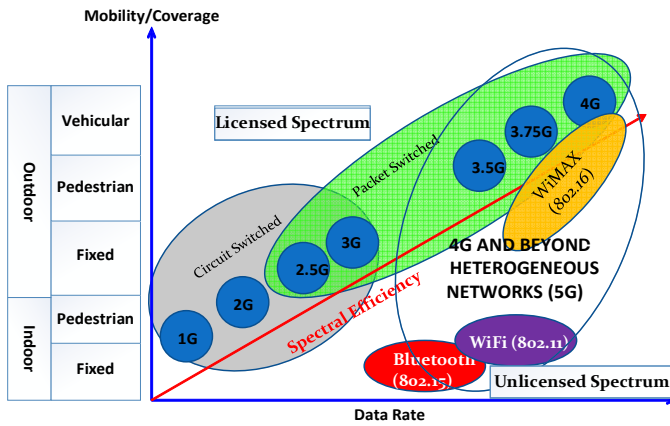 Mobility/Coverage
Outdoor
Vehicular
Pedestrian
Fixed
Indoor
Pedestrian
Fixed
Licensed Spectrum
Circuit Switched
Packet Switched
1G
2G
2.5G
3G
3.5G
3.75G
4G
WiMAX
(802.16)
Spectral Efficiency
4G AND BEYOND
HETEROGENEOUS
NETWORKS (5G)
WiFi (802.11)
Bluetooth
(802.15)
Unlicensed Spectrum
Data Rate